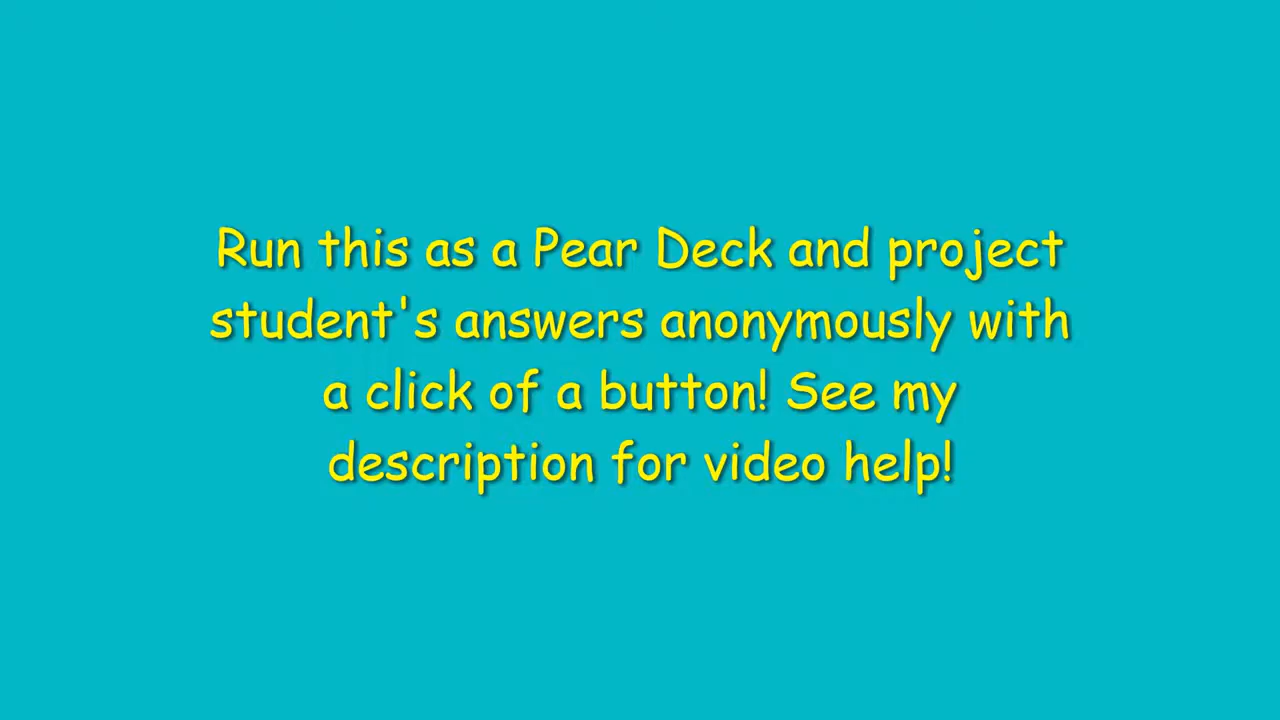 Run this as a Pear Deck and project
student's answers anonymously with
a click of a button! See my
description for video help!